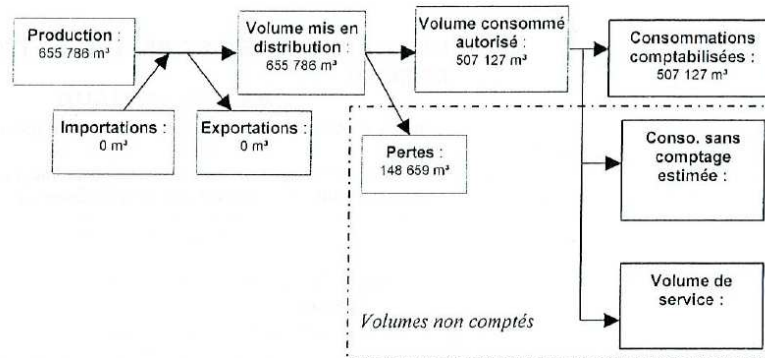 Production :
655 786 m³
Volume mis en
distribution :
655 786 m³
Volume consommé
autorisé :
507 127 m³
Consommations
comptabilisées :
507 127 m³
Importations :
0 m³
Exportations :
0 m³
Pertes :
148 659 m³
Conso. sans
comptage
estimée :
Volume de
service :
Volumes non comptés